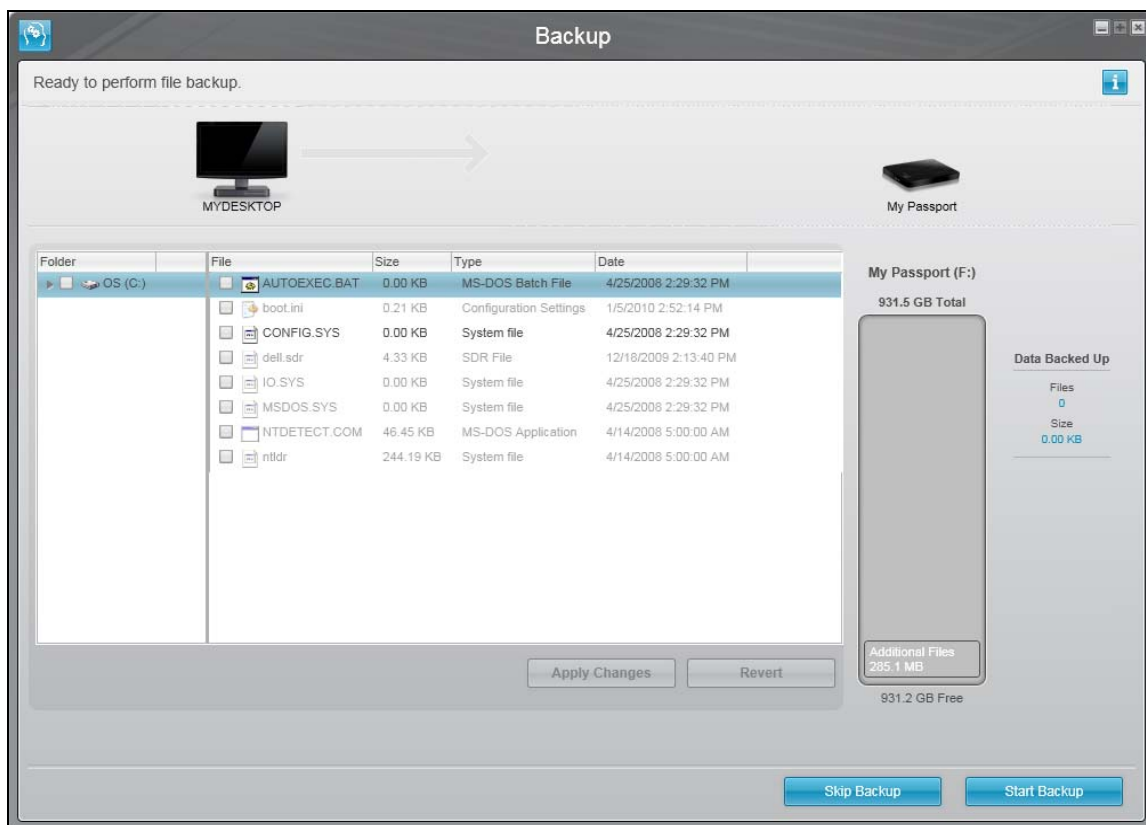 Backup
Ready to perform file backup.
MYDESKTOP
My Passport
Folder File Size Type Date
OS (C:) AUTOEXEC.BAT 0.00 KB MS-DOS Batch File 4/25/2008 2:29:32 PM
boot.ini 0.21 KB Configuration Settings 1/5/2010 2:52:14 PM
CONFIG.SYS 0.00 KB System file 4/25/2008 2:29:32 PM
dell.sdr 4.33 KB SDR File 12/18/2009 2:13:40 PM
IO.SYS 0.00 KB System file 4/25/2008 2:29:32 PM
MSDOS.SYS 0.00 KB System file 4/25/2008 2:29:32 PM
NTDETECT.COM 46.45 KB MS-DOS Application 4/14/2008 5:00:00 AM
ntldr 244.19 KB System file 4/14/2008 5:00:00 AM
Apply Changes Revert
My Passport (F:)
931.5 GB Total
Additional Files
285.1 MB
931.2 GB Free
Data Backed Up
Files
0
Size
0.00 KB
Skip Backup Start Backup